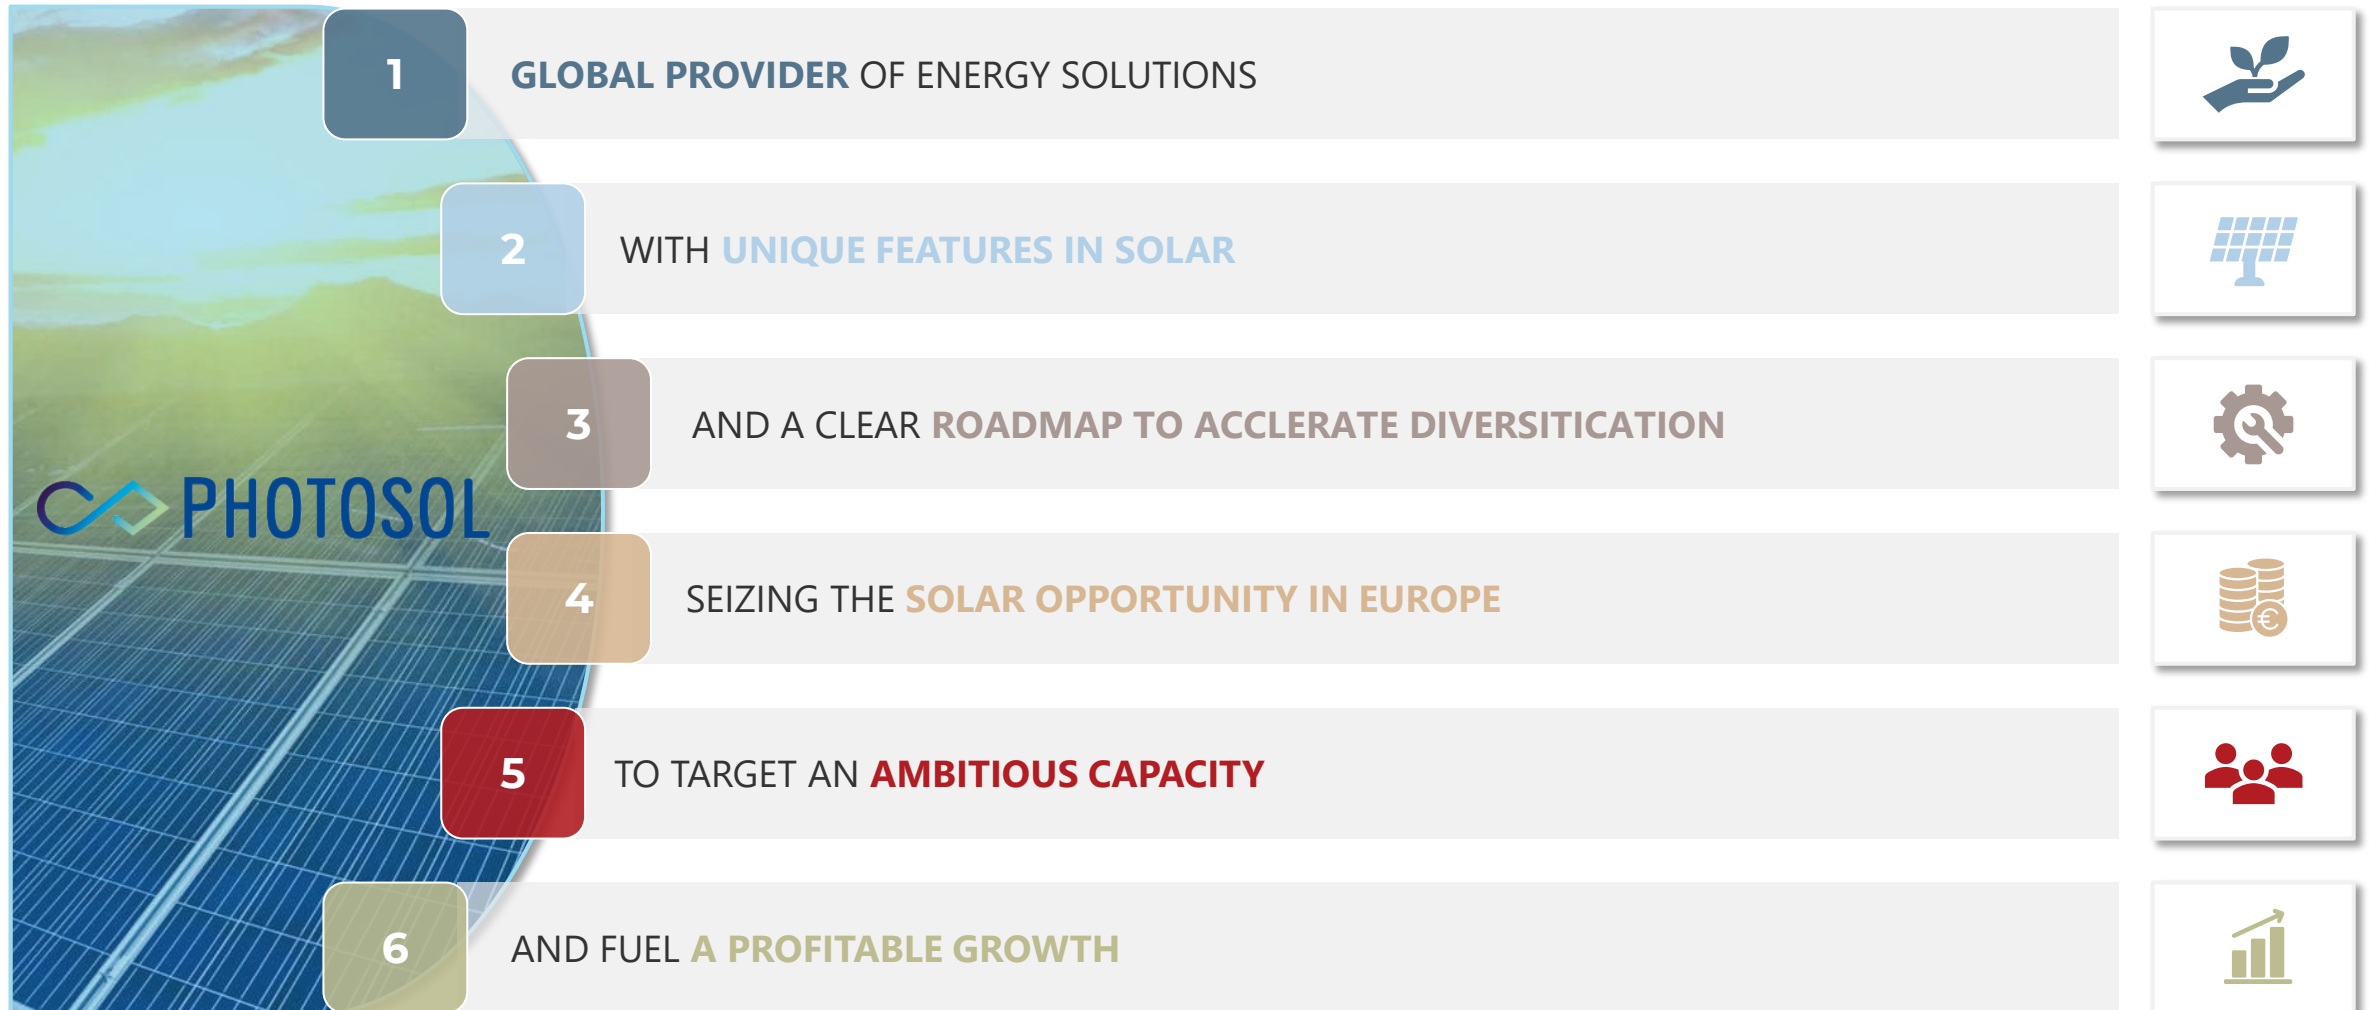 1
GLOBAL PROVIDER OF ENERGY SOLUTIONS
2
WITH UNIQUE FEATURES IN SOLAR
3
AND A CLEAR ROADMAP TO ACCLERATE DIVERSITICATION
PHOTOSOL
4
SEIZING THE SOLAR OPPORTUNITY IN EUROPE
€
5
TO TARGET AN AMBITIOUS CAPACITY
6
AND FUEL A PROFITABLE GROWTH